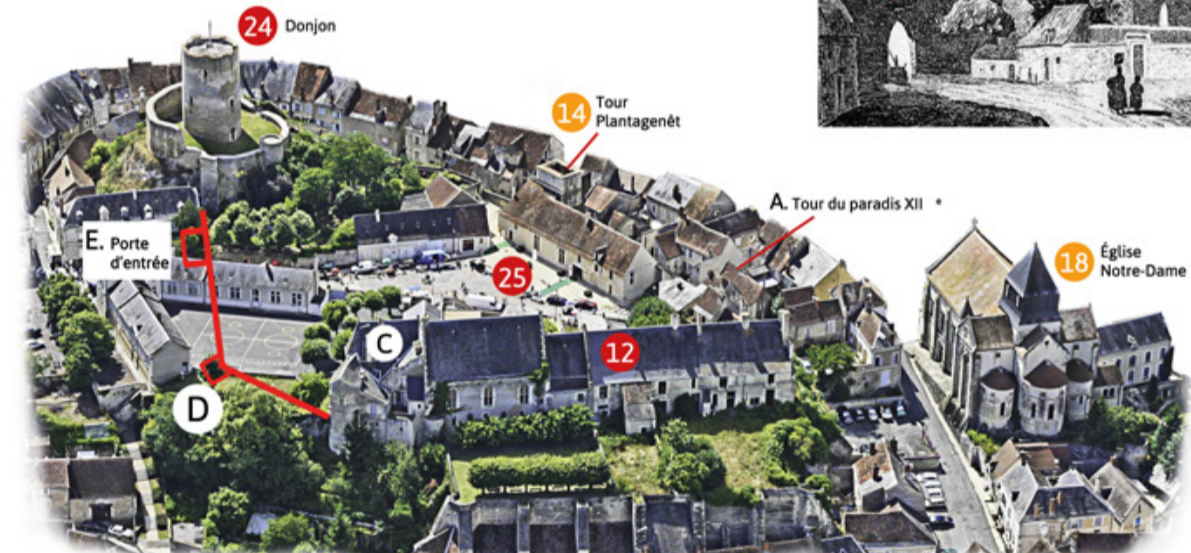 24 Donjon
14 Tour
Plantagenêt
A. Tour du paradis XII
E. Porte
d'entrée
25
18 Église
Notre-Dame
C
12
D